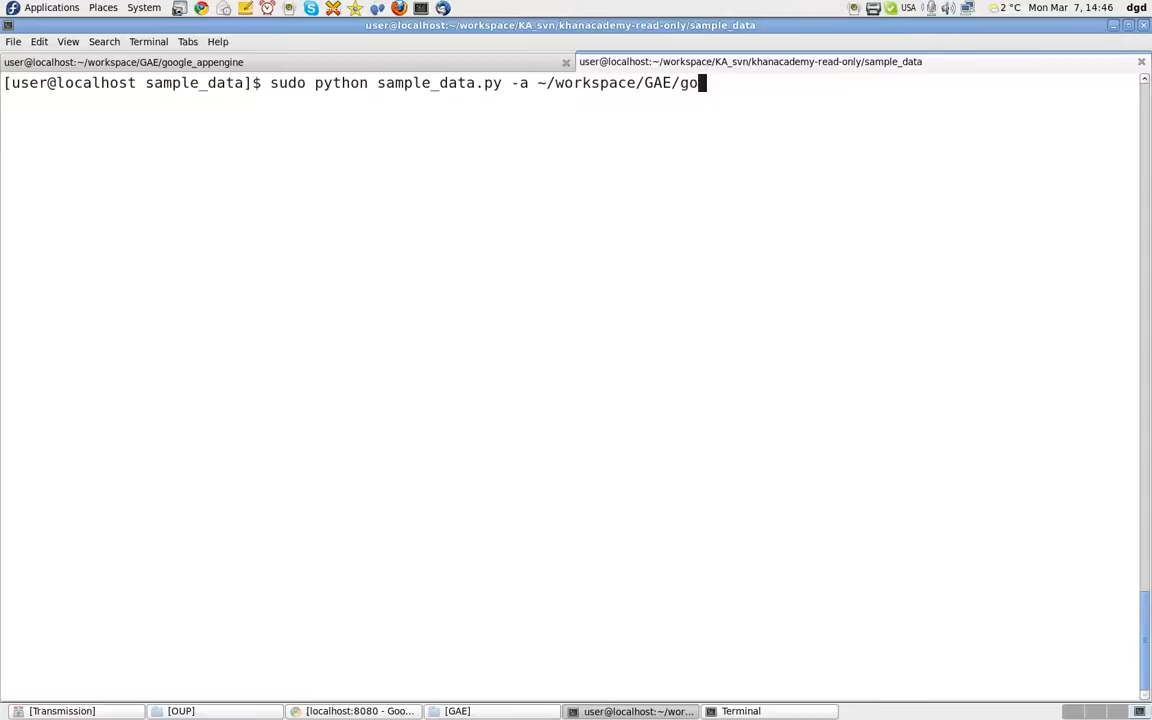 Applications Places System USA 2 °C Mon Mar 7, 14:46 dgd
user@localhost:~/workspace/KA_svn/khanacademy-read-only/sample_data
File Edit View Search Terminal Tabs Help
user@localhost:~/workspace/GAE/google_appengine user@localhost:~/workspace/KA_svn/khanacademy-read-only/sample_data
[user@localhost sample_data]$ sudo python sample_data.py -a ~/workspace/GAE/go
[Transmission] [OUP] [localhost:8080 - Goo... [GAE] user@localhost:~/wor... Terminal